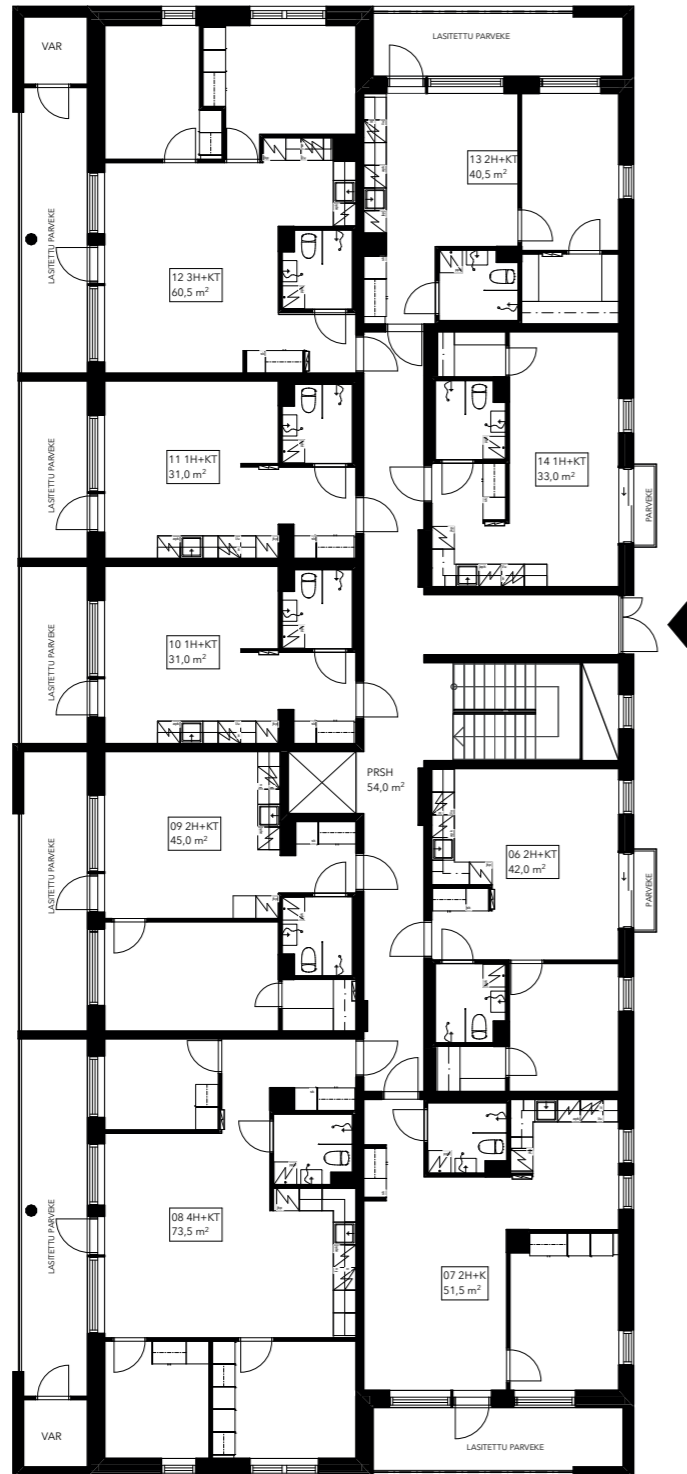 VAR
LASITETTU PARVEKE
LASITETTU PARVEKE
13 2H+KT
40,5 m²
12 3H+KT
60,5 m²
11 1H+KT
31,0 m²
LASITETTU PARVEKE
14 1H+KT
33,0 m²
PARVEKE
10 1H+KT
31,0 m²
LASITETTU PARVEKE
PRSH
54,0 m²
09 2H+KT
45,0 m²
LASITETTU PARVEKE
06 2H+KT
42,0 m²
PARVEKE
08 4H+KT
73,5 m²
LASITETTU PARVEKE
07 2H+K
51,5 m²
VAR
LASITETTU PARVEKE